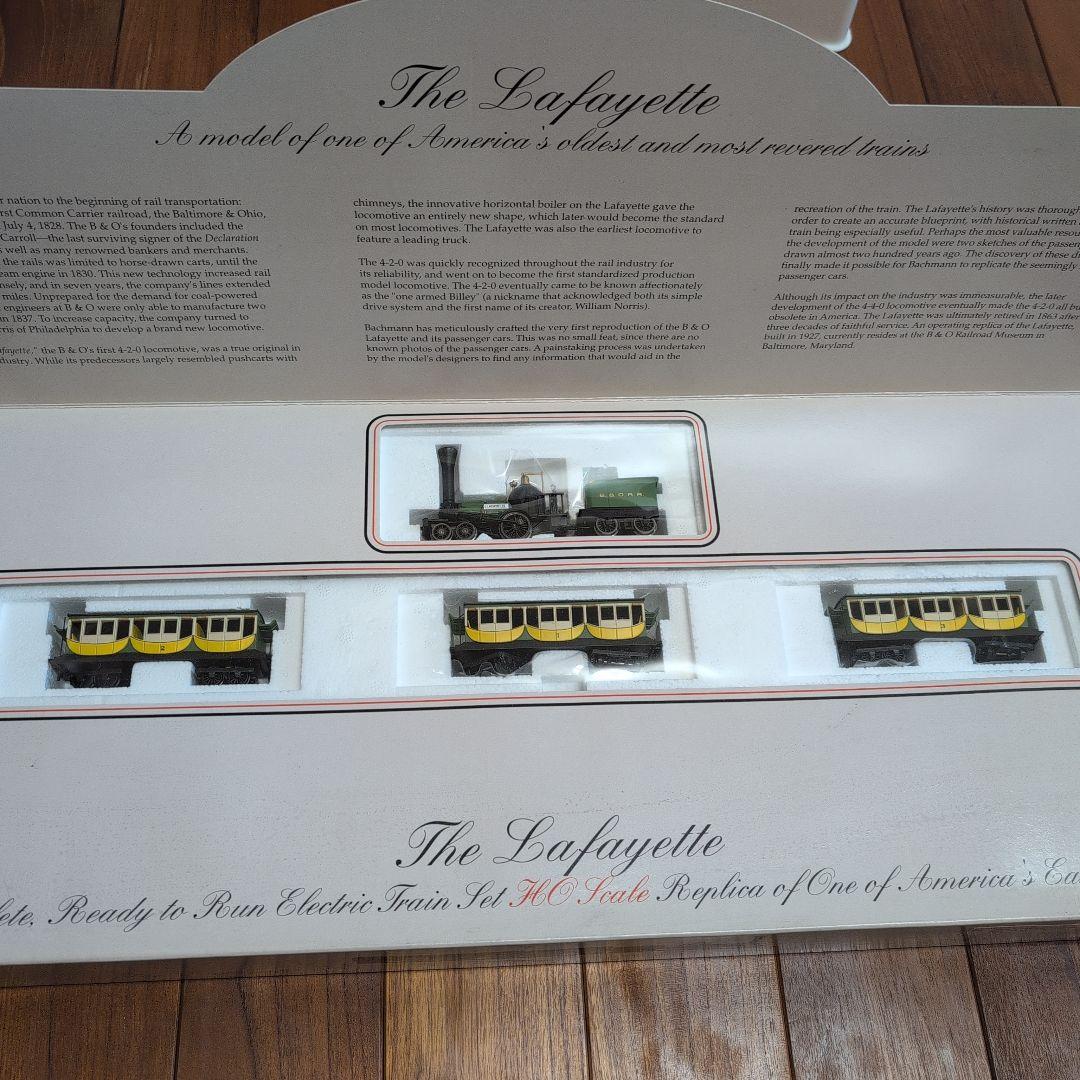 The Lafayette
A model of one of America's oldest and most revered trains
nation to the beginning of rail transportation:
Common Carrier railroad, the Baltimore & Ohio,
July 4, 1828. The B & O's founders included the
Carroll—the last surviving signer of the Declaration
well as many renowned bankers and merchants.
the rails was limited to horse-drawn carts, until the
engine in 1830. This new technology increased rail
and in seven years, the company's lines extended
miles. Unprepared for the demand for coal-powered
engineers at B & O were only able to manufacture two
in 1837. To increase capacity, the company turned to
of Philadelphia to develop a brand new locomotive.
the B & O's first 4-2-0 locomotive, was a true original in
While its predecessors largely resembled pushcarts with
chimneys, the innovative horizontal boiler on the Lafayette gave the
locomotive an entirely new shape, which later would become the standard
on most locomotives. The Lafayette was also the earliest locomotive to
feature a leading truck.
The 4-2-0 was quickly recognized throughout the rail industry for
its reliability, and went on to become the first standardized production
model locomotive. The 4-2-0 eventually came to be known affectionately
as the "one armed Billey" (a nickname that acknowledged both its simple
drive system and the first name of its creator, William Norris).
Bachmann has meticulously crafted the very first reproduction of the B & O
Lafayette and its passenger cars. This was no small feat, since there are no
known photos of the passenger cars. A painstaking process was undertaken
by the model's designers to find any information that would aid in the
recreation of the train. The Lafayette's history was
order to create an accurate blueprint, with historical written
train being especially useful. Perhaps the most valuable
the development of the model were two sketches of the
drawn almost two hundred years ago. The discovery of these
finally made it possible for Bachmann to replicate the seemingly
passenger cars.
Although its impact on the industry was immeasurable, the later
development of the 4-4-0 locomotive eventually made the 4-2-0 all
obsolete in America. The Lafayette was ultimately retired in 1863 after
three decades of faithful service. An operating replica of the Lafayette,
built in 1927, currently resides at the B & O Railroad Museum in
Baltimore, Maryland.
B.&O.R.R.
2
1
3
The Lafayette
Ready to Run Electric Train Set HO Scale Replica of One of America's